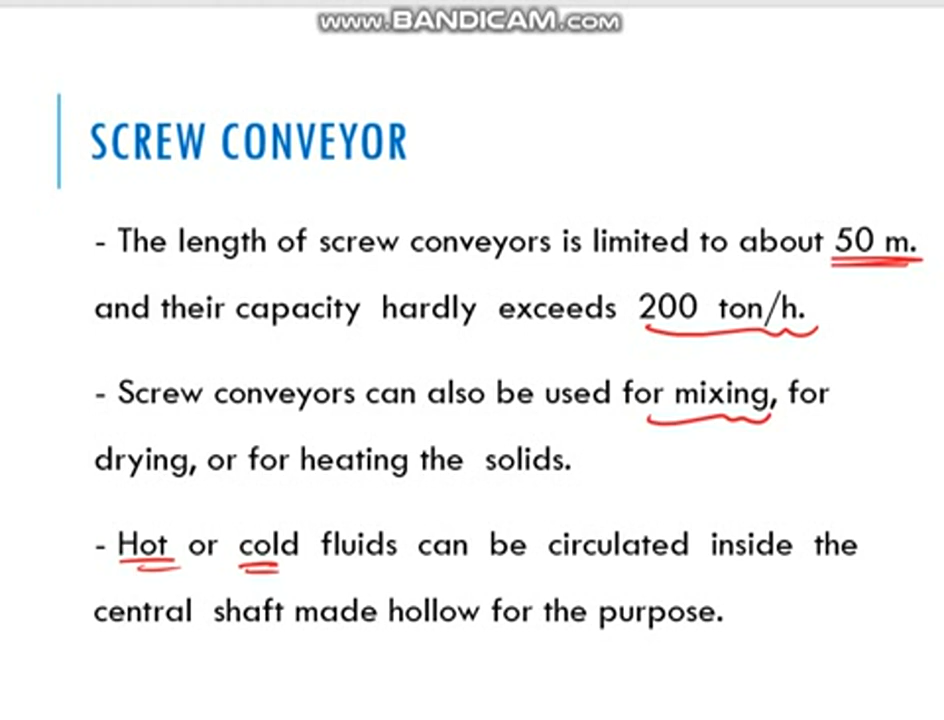 www.BANDICAM.com
SCREW CONVEYOR
- The length of screw conveyors is limited to about 50 m.
and their capacity hardly exceeds 200 ton/h.
- Screw conveyors can also be used for mixing, for
drying, or for heating the solids.
- Hot or cold fluids can be circulated inside the
central shaft made hollow for the purpose.